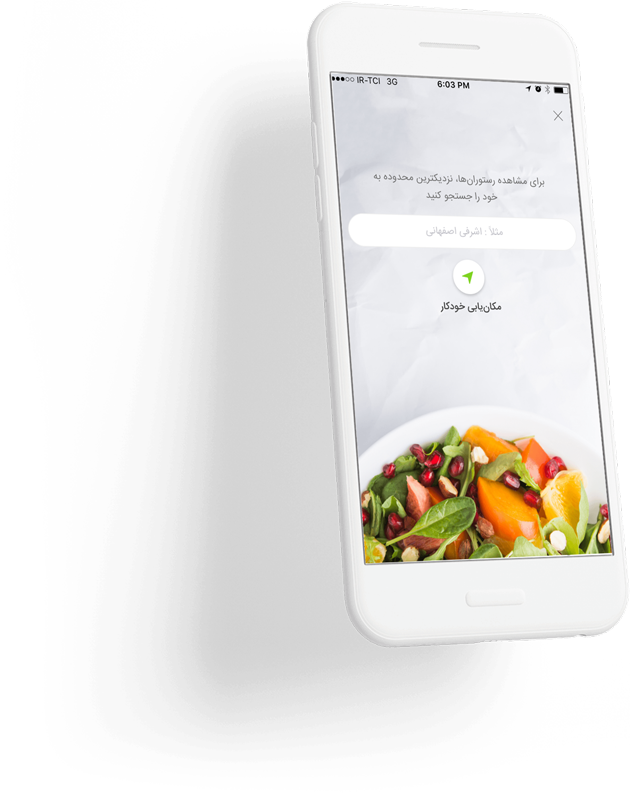 IR-TCI 3G 6:03 PM
برای مشاهده رستوران‌ها، نزدیکترین محدوده به
خود را جستجو کنید
مثلاً : اشرفی اصفهانی
مکان‌یابی خودکار